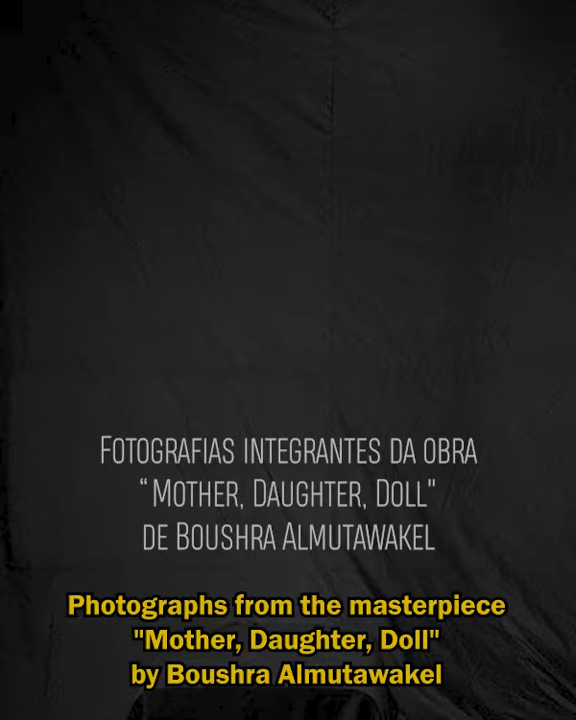 FOTOGRAFIAS INTEGRANTES DA OBRA
“MOTHER, DAUGHTER, DOLL"
DE BOUSHRA ALMUTAWAKEL
Photographs from the masterpiece
"Mother, Daughter, Doll"
by Boushra Almutawakel